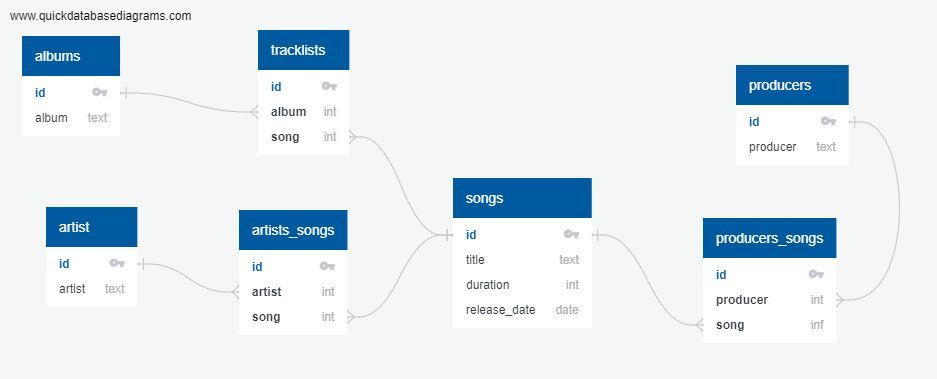 www.quickdatabasediagrams.com
albums
id
album text
tracklists
id
album int
song int
producers
id
producer text
artist
id
artist text
artists_songs
id
artist int
song int
songs
id
title text
duration int
release_date date
producers_songs
id
producer int
song inf